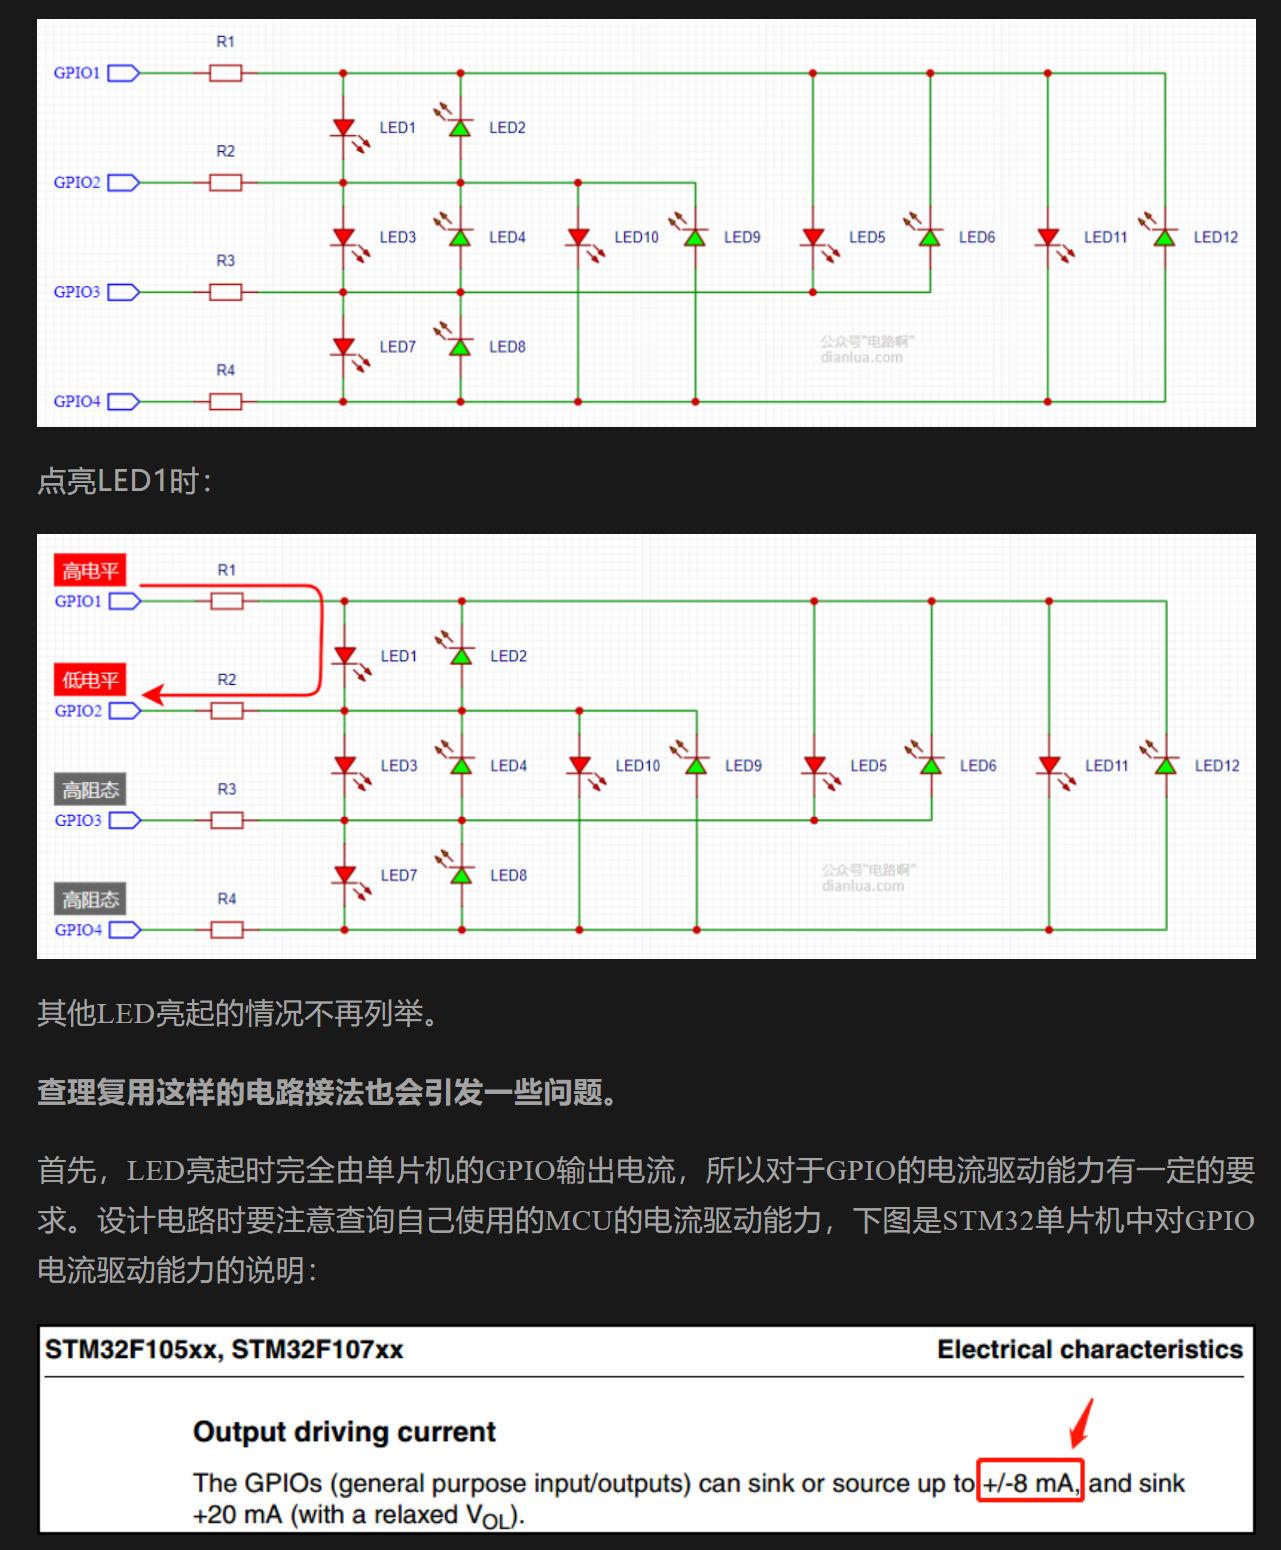 R1
GPIO1
LED1 LED2
R2
GPIO2
LED3 LED4 LED10 LED9 LED5 LED6 LED11 LED12
R3
GPIO3
LED7 LED8
公众号"电路啊"
dianlua.com
R4
GPIO4
点亮LED1时：
高电平
R1
GPIO1
LED1 LED2
低电平
R2
GPIO2
LED3 LED4 LED10 LED9 LED5 LED6 LED11 LED12
高阻态
R3
GPIO3
LED7 LED8
公众号"电路啊"
dianlua.com
高阻态
R4
GPIO4
其他LED亮起的情况不再列举。
查理复用这样的电路接法也会引发一些问题。
首先，LED亮起时完全由单片机的GPIO输出电流，所以对于GPIO的电流驱动能力有一定的要
求。设计电路时要注意查询自己使用的MCU的电流驱动能力，下图是STM32单片机中对GPIO
电流驱动能力的说明：
STM32F105xx, STM32F107xx Electrical characteristics
Output driving current
The GPIOs (general purpose input/outputs) can sink or source up to +/-8 mA, and sink
+20 mA (with a relaxed VOL).